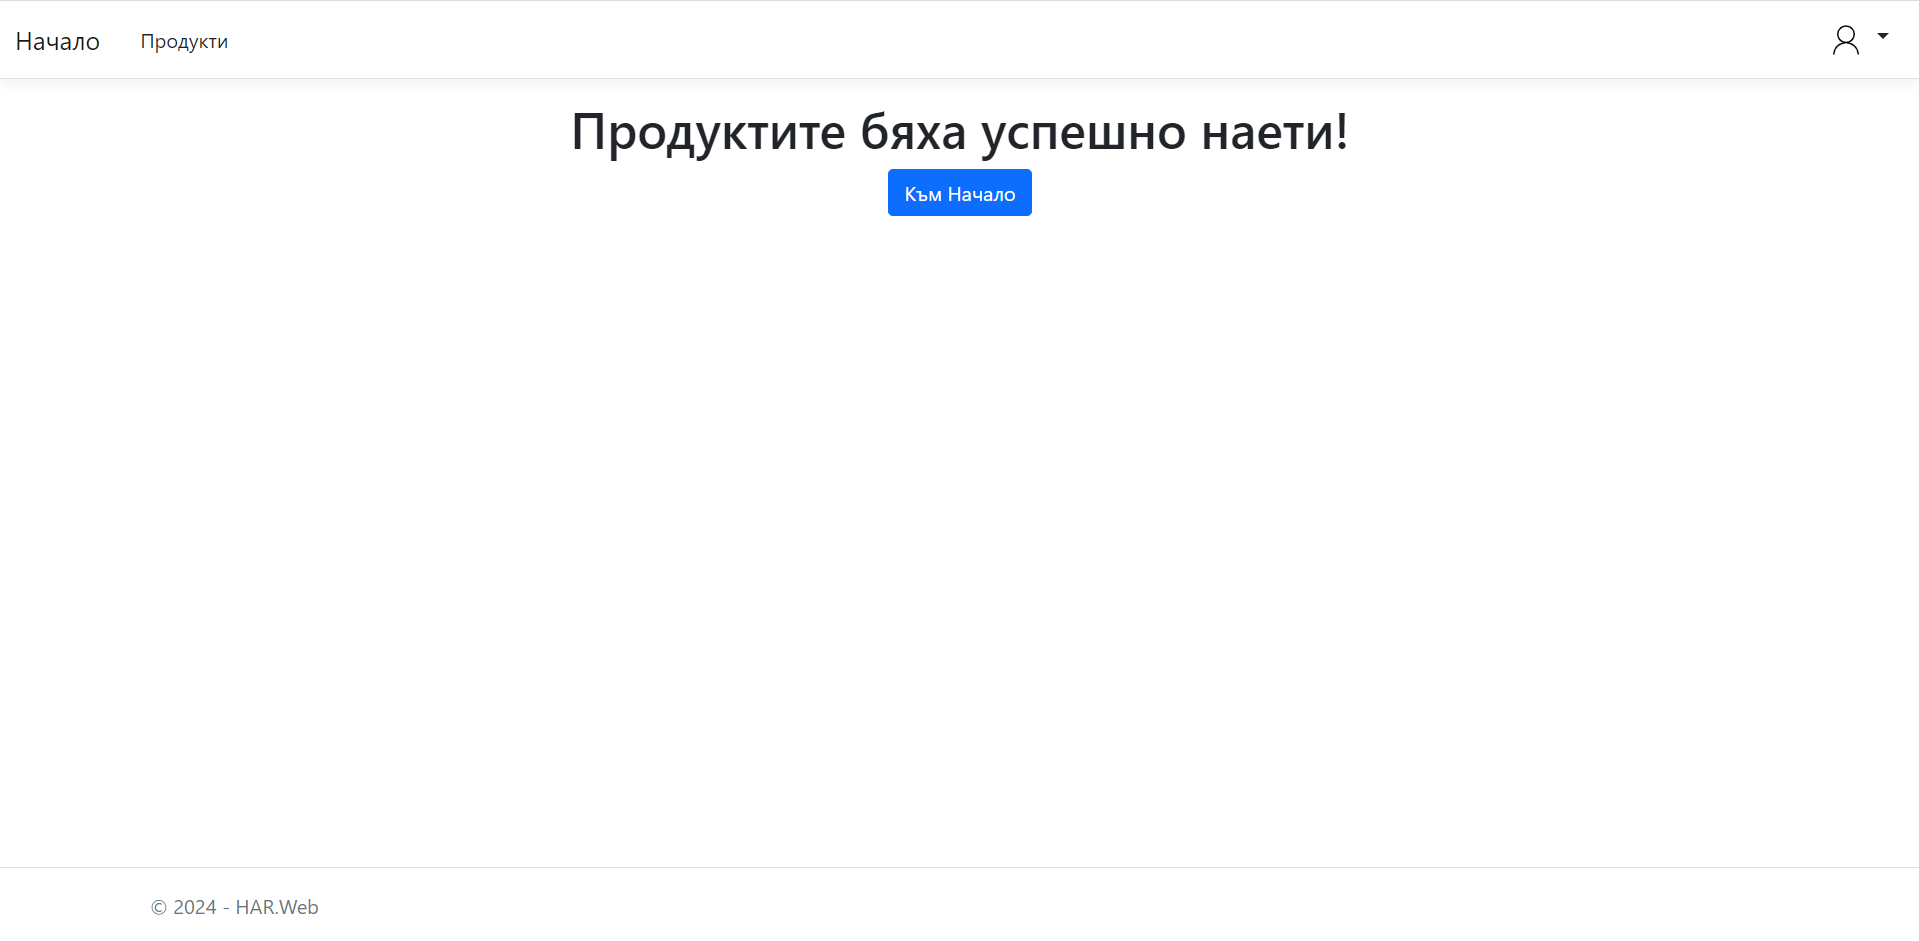 Начало
Продукти
Продуктите бяха успешно наети!
Към Начало
© 2024 - HAR.Web